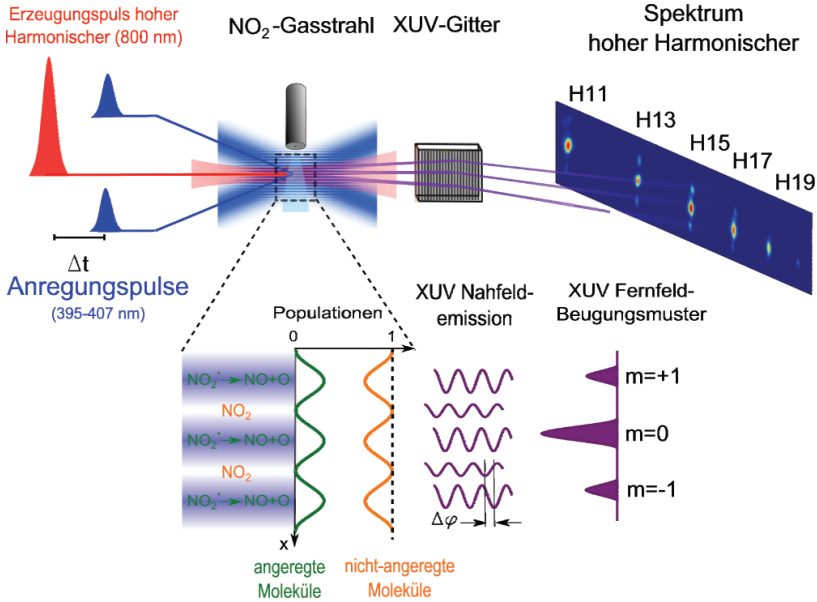 Erzeugungspuls hoher
Harmonischer (800 nm)
NO₂-Gasstrahl
XUV-Gitter
Spektrum
hoher Harmonischer
H11
H13
H15
H17
H19
Δt
Anregungspulse
(395-407 nm)
Populationen
0
1
XUV Nahfeld-
emission
XUV Fernfeld-
Beugungsmuster
NO₂*→NO+O
NO₂
NO₂*→NO+O
NO₂
NO₂*→NO+O
m=+1
m=0
m=-1
Δφ
x
angeregte
Moleküle
nicht-angeregte
Moleküle